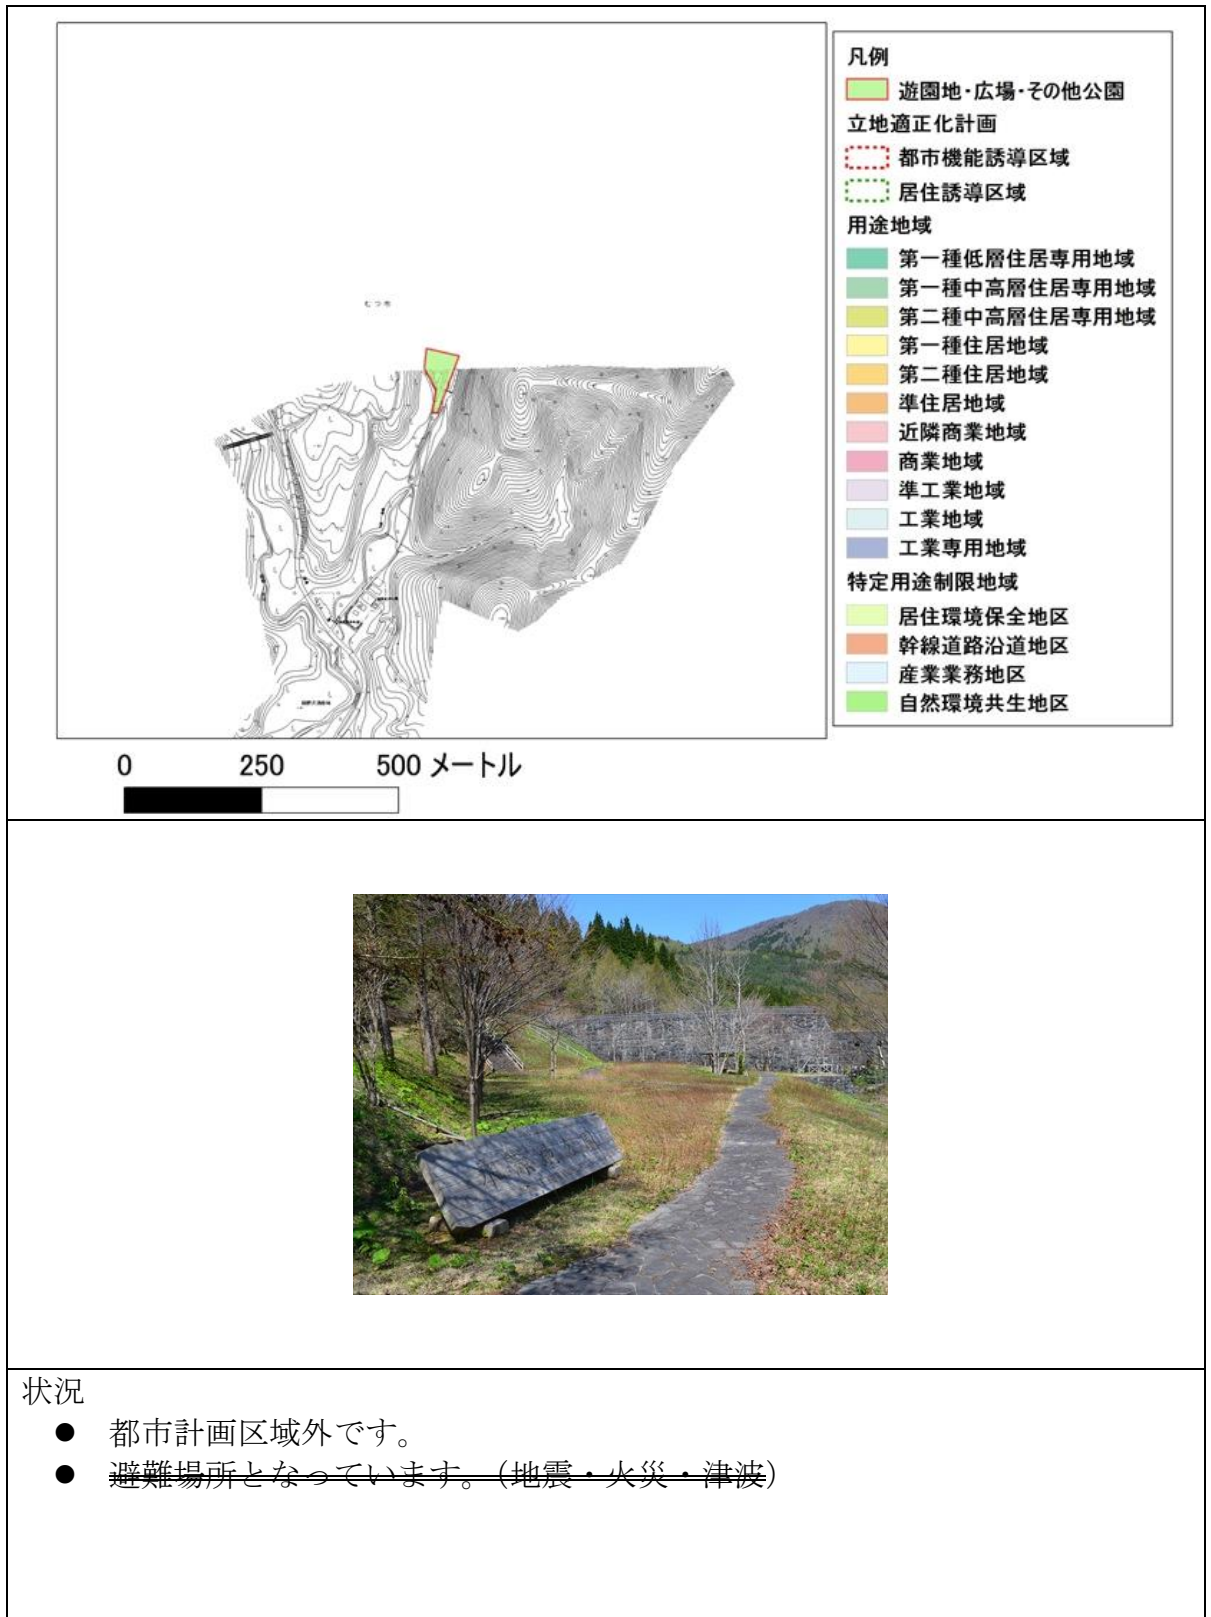 凡例
遊園地・広場・その他公園
立地適正化計画
都市機能誘導区域
居住誘導区域
用途地域
第一種低層住居専用地域
第一種中高層住居専用地域
第二種中高層住居専用地域
第一種住居地域
第二種住居地域
準住居地域
近隣商業地域
商業地域
準工業地域
工業地域
工業専用地域
特定用途制限地域
居住環境保全地区
幹線道路沿道地区
産業業務地区
自然環境共生地区
むつ市
0 250 500 メートル
状況
● 都市計画区域外です。
● 避難場所となっています。（地震・火災・津波）